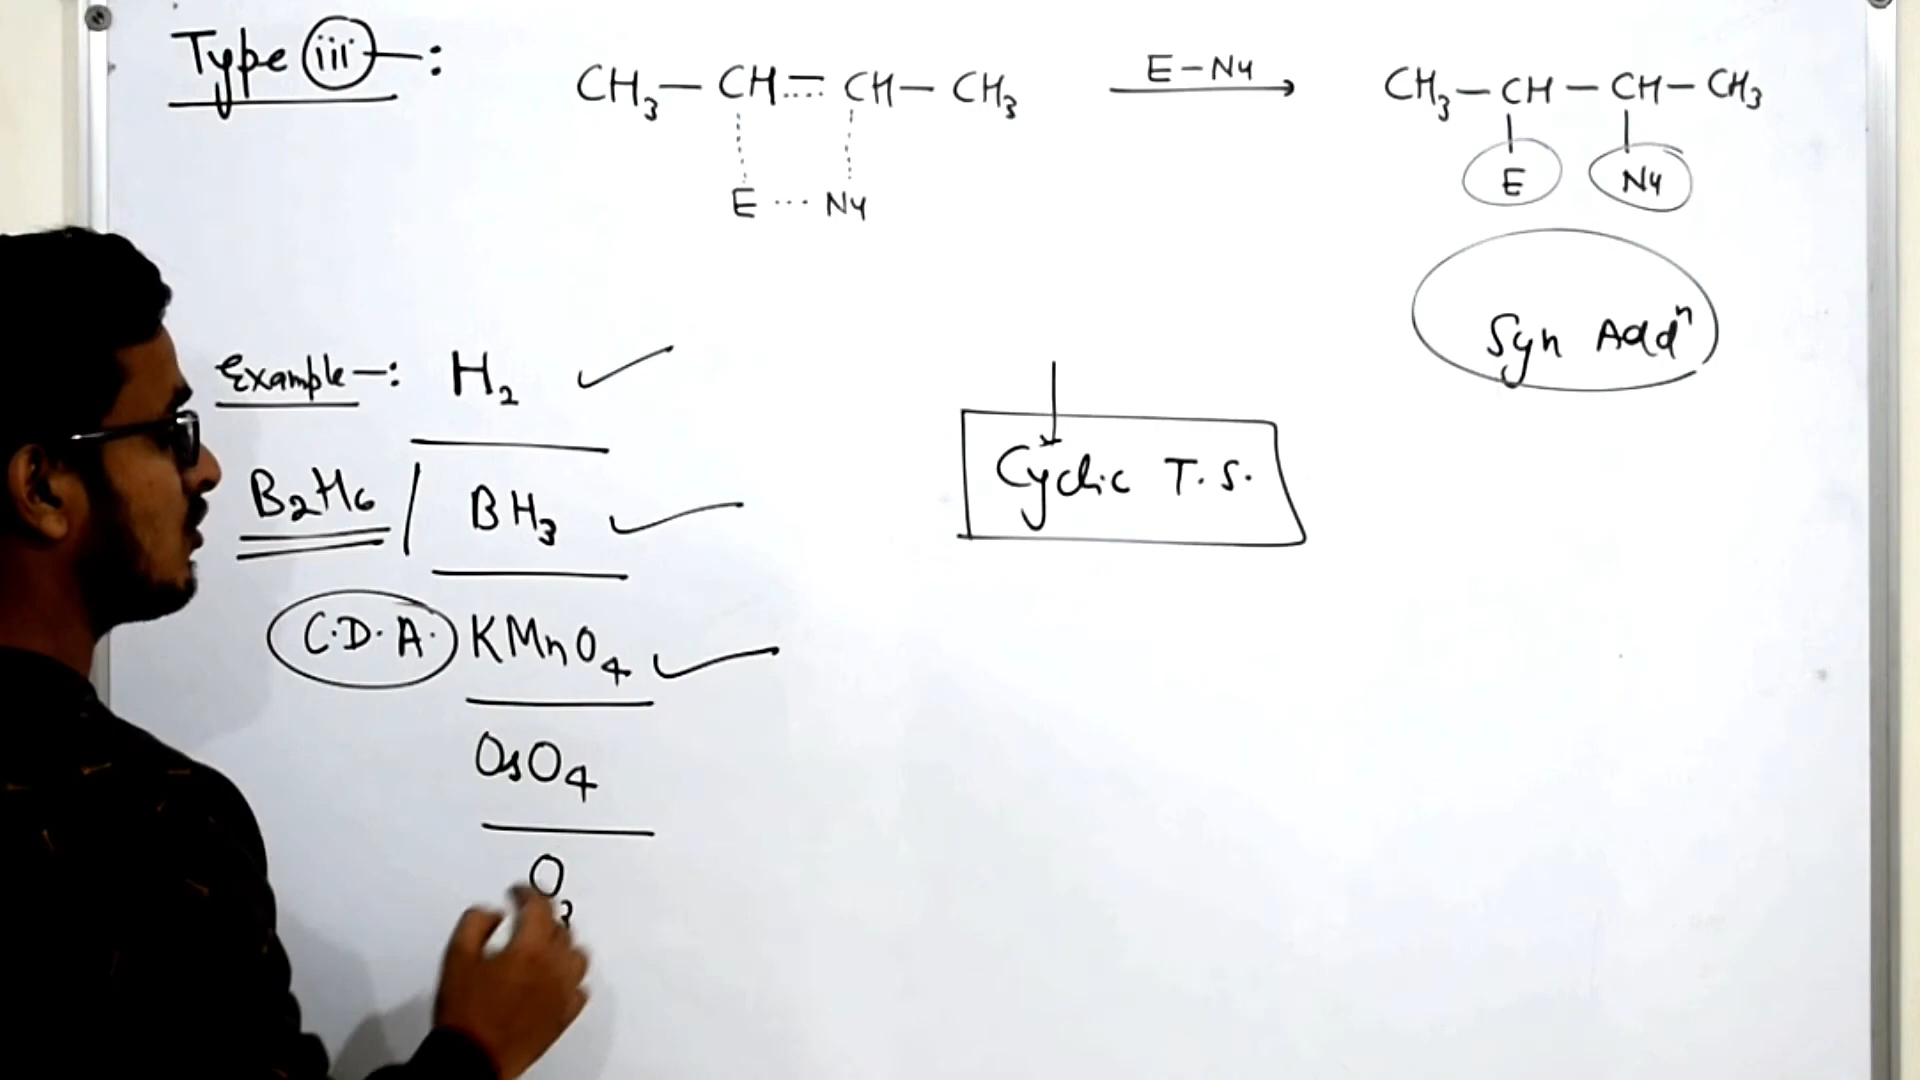 Type (iii) —:
CH₃— CH = CH — CH₃ E–Nu → CH₃— CH — CH — CH₃
E ··· Nu
E Nu
Syn Addⁿ
Example —: H₂ ✓
Cyclic T.S.
B₂H₆ / BH₃ ✓
C.D.A. KMnO₄ ✓
OsO₄
O₃